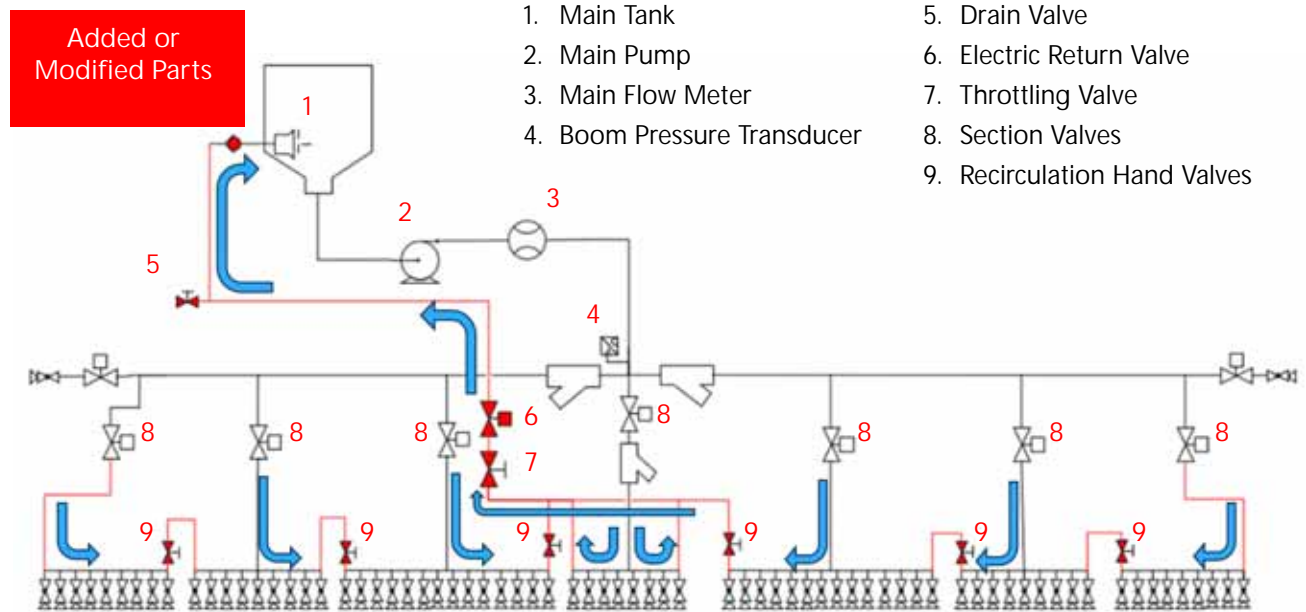 Added or
Modified Parts
1. Main Tank
2. Main Pump
3. Main Flow Meter
4. Boom Pressure Transducer
5. Drain Valve
6. Electric Return Valve
7. Throttling Valve
8. Section Valves
9. Recirculation Hand Valves
1
2
3
5
4
8
8
8
6
8
8
8
8
7
9
9
9
9
9
9